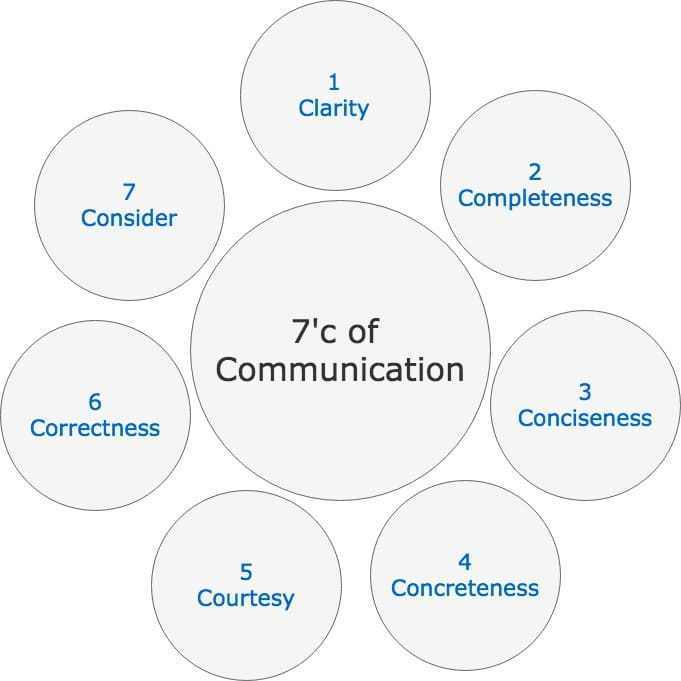 1
Clarity
2
Completeness
3
Conciseness
4
Concreteness
5
Courtesy
6
Correctness
7
Consider
7'c of
Communication